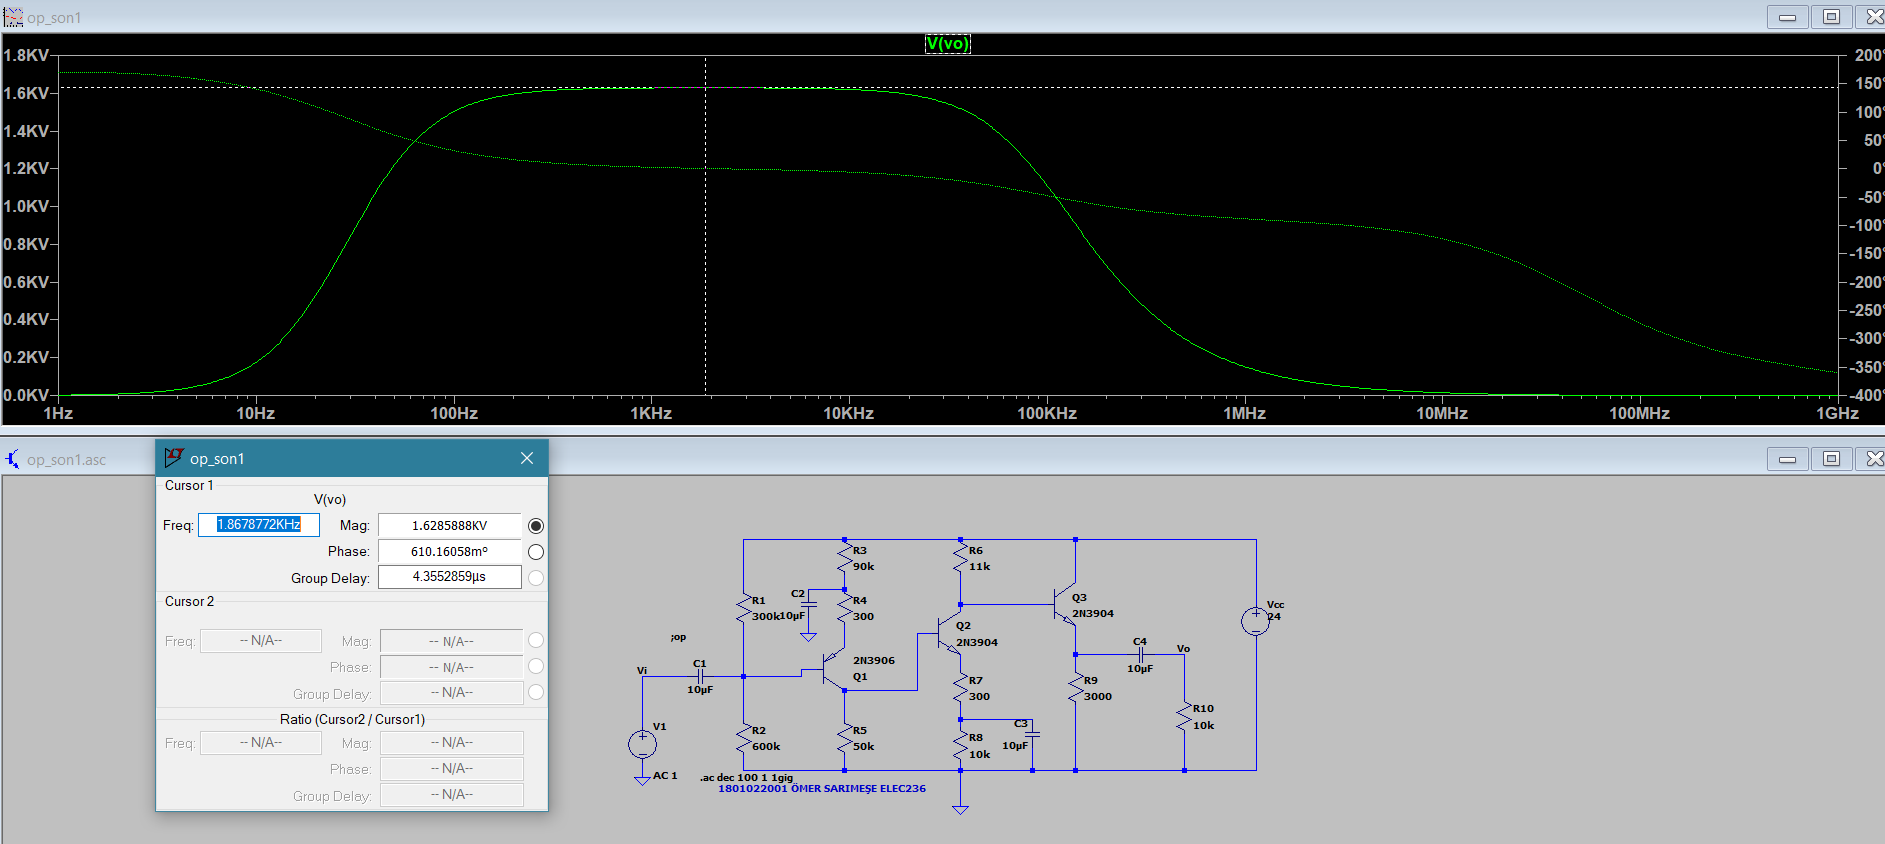 op_son1
V(vo)
1.8KV
1.6KV
1.4KV
1.2KV
1.0KV
0.8KV
0.6KV
0.4KV
0.2KV
0.0KV
200°
150°
100°
50°
0°
-50°
-100°
-150°
-200°
-250°
-300°
-350°
-400°
1Hz 10Hz 100Hz 1KHz 10KHz 100KHz 1MHz 10MHz 100MHz 1GHz
op_son1.asc
op_son1
Cursor 1
V(vo)
Freq: 1.8678772KHz Mag: 1.6285888KV
Phase: 610.16058m°
Group Delay: 4.3552859µs
Cursor 2
Freq: -- N/A-- Mag: -- N/A--
Phase: -- N/A--
Group Delay: -- N/A--
Ratio (Cursor2 / Cursor1)
Freq: -- N/A-- Mag: -- N/A--
Phase: -- N/A--
Group Delay: -- N/A--
R3
90k
R6
11k
C2
10µF
R4
300
R1
300k
Q3
2N3904
Vcc
24
;op
Q2
2N3904
2N3906
Q1
Vi
C1
10µF
C4
10µF
Vo
R7
300
R9
3000
R10
10k
V1
AC 1
R2
600k
R5
50k
C3
10µF
R8
10k
.ac dec 100 1 1gig
1801022001 ÖMER SARIMEŞE ELEC236